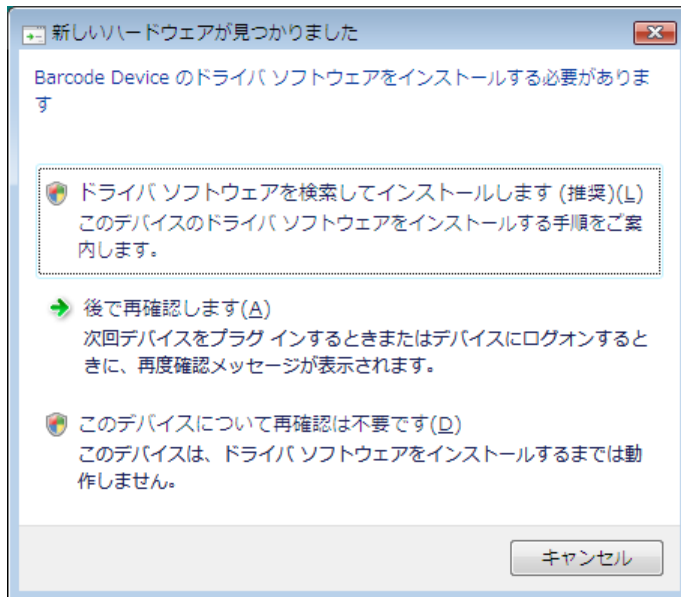 新しいハードウェアが見つかりました
Barcode Device のドライバ ソフトウェアをインストールする必要がありま
す
ドライバ ソフトウェアを検索してインストールします (推奨)(L)
このデバイスのドライバ ソフトウェアをインストールする手順をご案
内します。
後で再確認します(A)
次回デバイスをプラグ インするときまたはデバイスにログオンすると
きに、再度確認メッセージが表示されます。
このデバイスについて再確認は不要です(D)
このデバイスは、ドライバ ソフトウェアをインストールするまでは動
作しません。
キャンセル